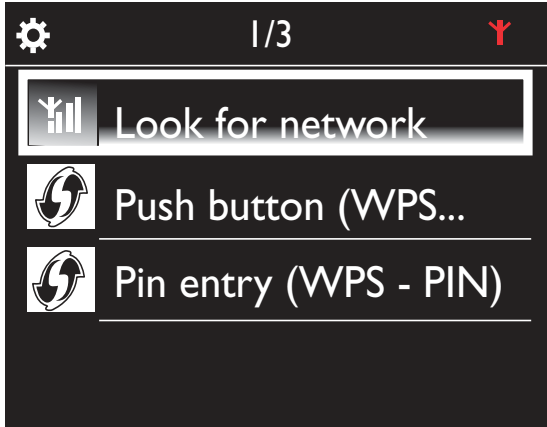 1/3
Look for network
Push button (WPS...
Pin entry (WPS - PIN)